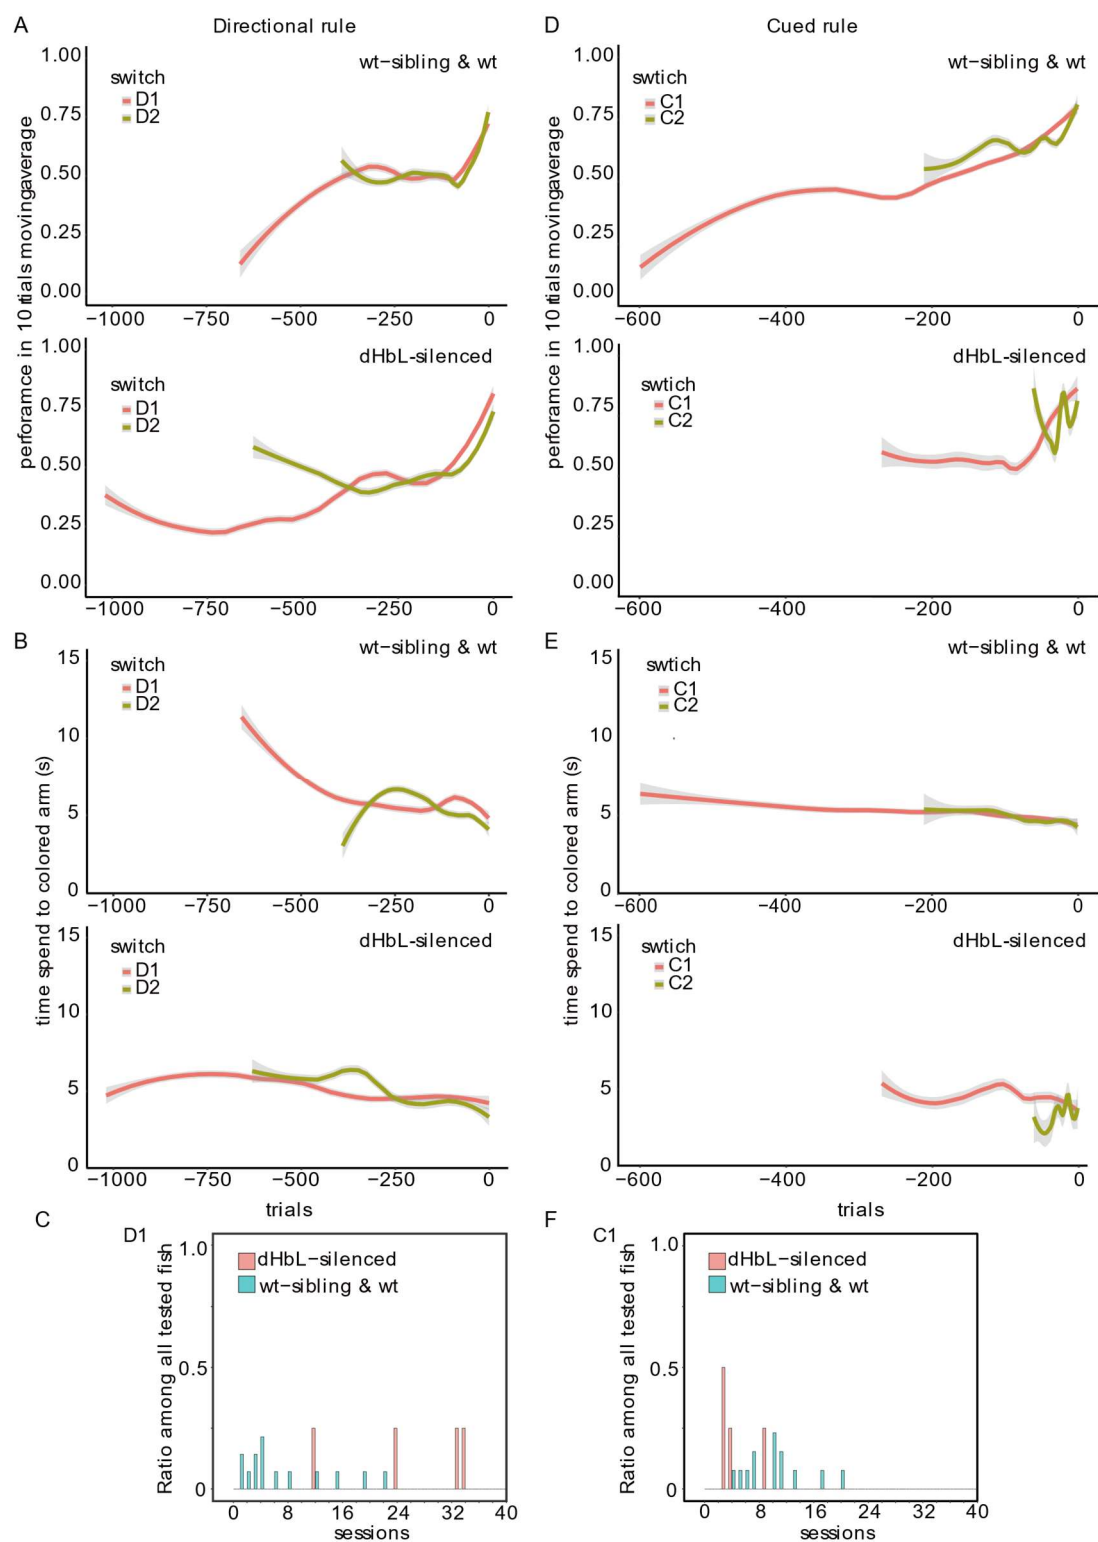 A
Directional rule
wt-sibling & wt
switch
D1
D2
1.00
0.75
0.50
0.25
0.00
−1000
−750
−500
−250
0
dHbL-silenced
switch
D1
D2
1.00
0.75
0.50
0.25
0.00
−1000
−750
−500
−250
0
perforamce in 10 trials movingaverage
D
Cued rule
wt-sibling & wt
swtich
C1
C2
1.00
0.75
0.50
0.25
0.00
−600
−400
−200
0
dHbL-silenced
swtich
C1
C2
1.00
0.75
0.50
0.25
0.00
−600
−400
−200
0
perforamce in 10 trials movingaverage
B
wt-sibling & wt
switch
D1
D2
15
10
5
0
−1000
−750
−500
−250
0
dHbL-silenced
switch
D1
D2
15
10
5
0
−1000
−750
−500
−250
0
time spend to colored arm (s)
trials
E
wt-sibling & wt
swtich
C1
C2
15
10
5
0
−600
−400
−200
0
dHbL-silenced
swtich
C1
C2
15
10
5
0
−600
−400
−200
0
time spend to colored arm (s)
trials
C
D1
dHbL−silenced
wt−sibling & wt
1.0
0.5
0
Ratio among all tested fish
0 8 16 24 32 40
sessions
F
C1
dHbL−silenced
wt−sibling & wt
1.0
0.5
0
Ratio among all tested fish
0 8 16 24 32 40
sessions